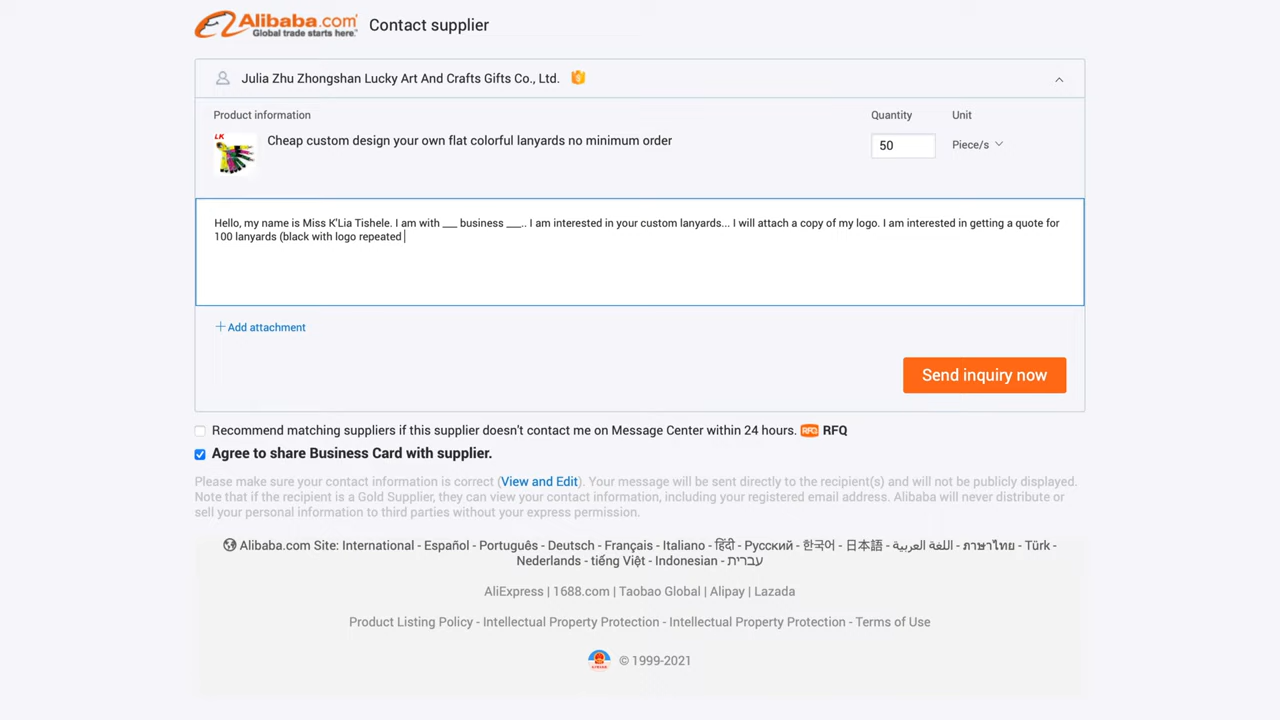 Alibaba.com
Global trade starts here.
Contact supplier
Julia Zhu Zhongshan Lucky Art And Crafts Gifts Co., Ltd.
Product information
Quantity
Unit
LK
Cheap custom design your own flat colorful lanyards no minimum order
50
Piece/s
Hello, my name is Miss K'Lia Tishele. I am with ___ business ___.. I am interested in your custom lanyards... I will attach a copy of my logo. I am interested in getting a quote for
100 lanyards (black with logo repeated
Add attachment
Send inquiry now
Recommend matching suppliers if this supplier doesn't contact me on Message Center within 24 hours. RFQ RFQ
Agree to share Business Card with supplier.
Please make sure your contact information is correct (View and Edit). Your message will be sent directly to the recipient(s) and will not be publicly displayed.
Note that if the recipient is a Gold Supplier, they can view your contact information, including your registered email address. Alibaba will never distribute or
sell your personal information to third parties without your express permission.
Alibaba.com Site: International - Español - Português - Deutsch - Français - Italiano - हिंदी - Pусский - 한국어 - 日本語 - اللغة العربية - ภาษาไทย - Türk -
Nederlands - tiếng Việt - Indonesian - עברית
AliExpress | 1688.com | Taobao Global | Alipay | Lazada
Product Listing Policy - Intellectual Property Protection - Intellectual Property Protection - Terms of Use
© 1999-2021